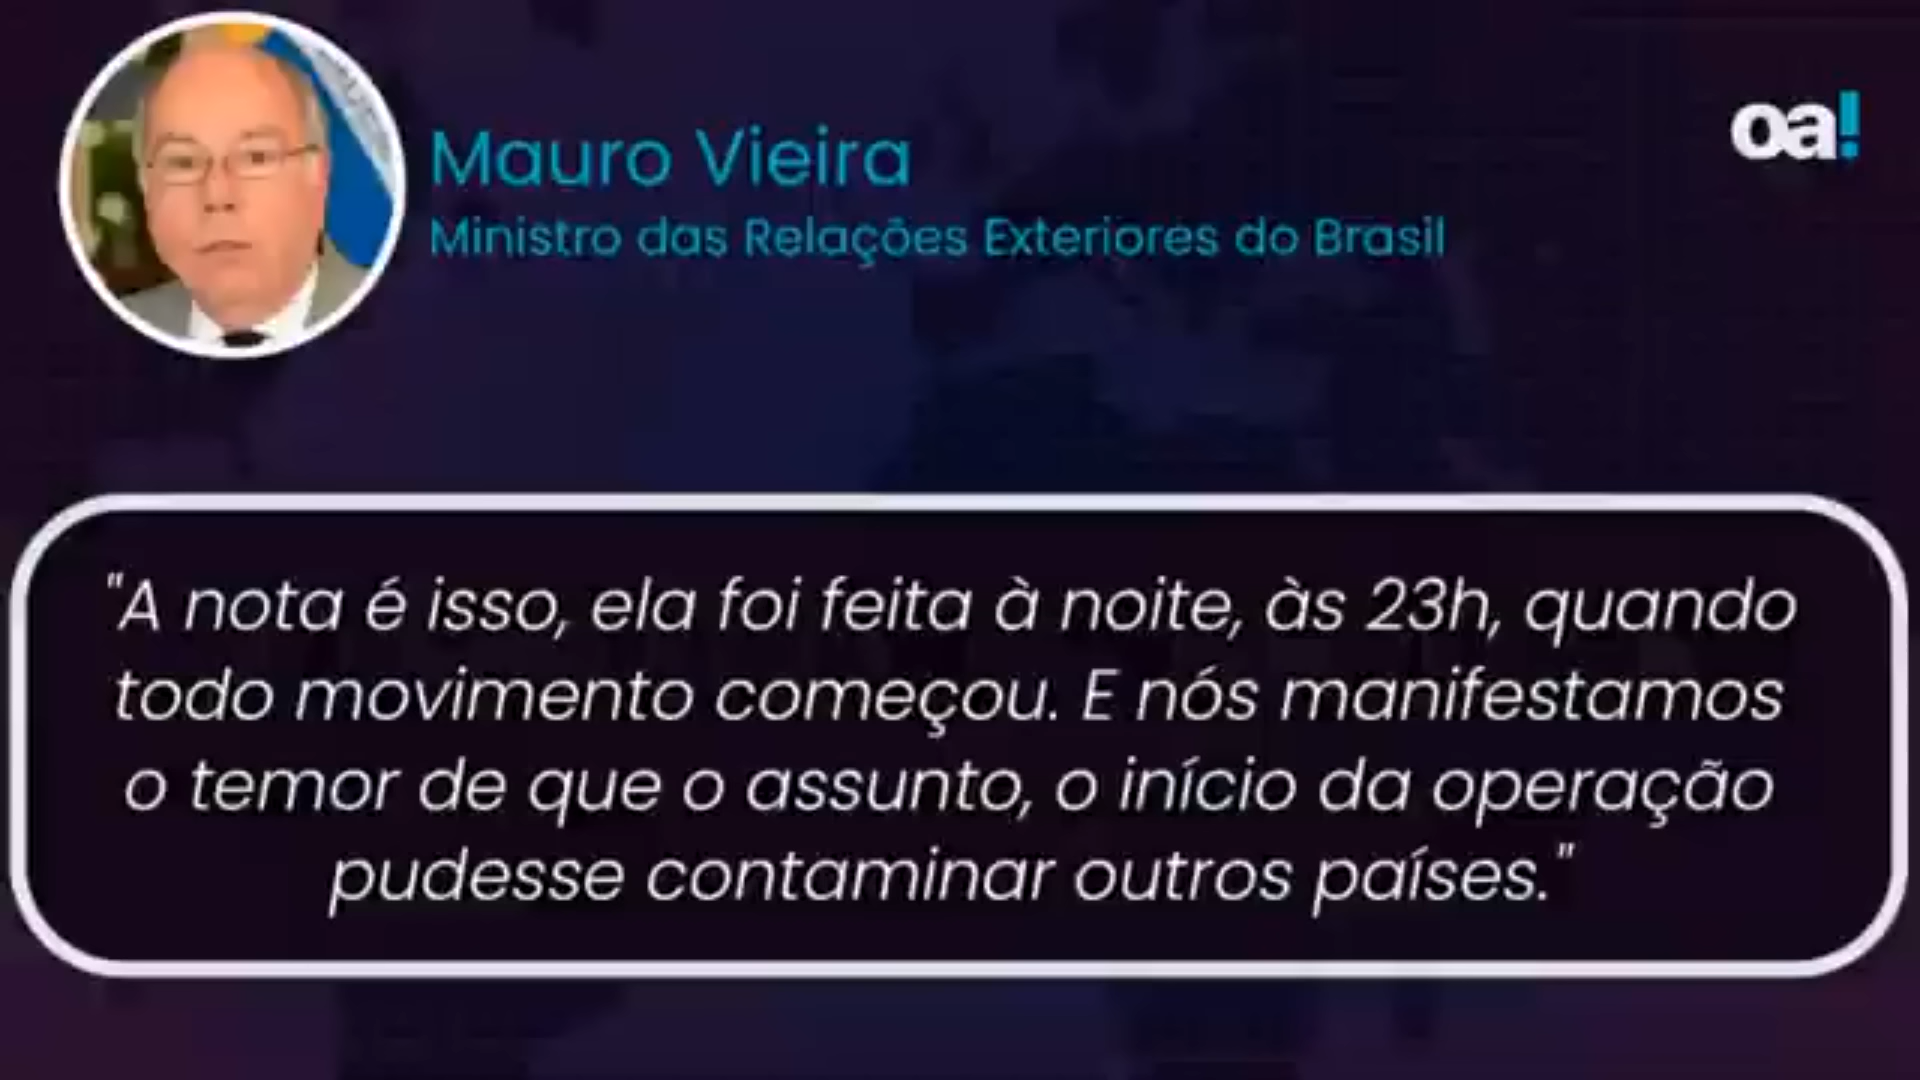 oa!
Mauro Vieira
Ministro das Relações Exteriores do Brasil
"A nota é isso, ela foi feita à noite, às 23h, quando
todo movimento começou. E nós manifestamos
o temor de que o assunto, o início da operação
pudesse contaminar outros países."